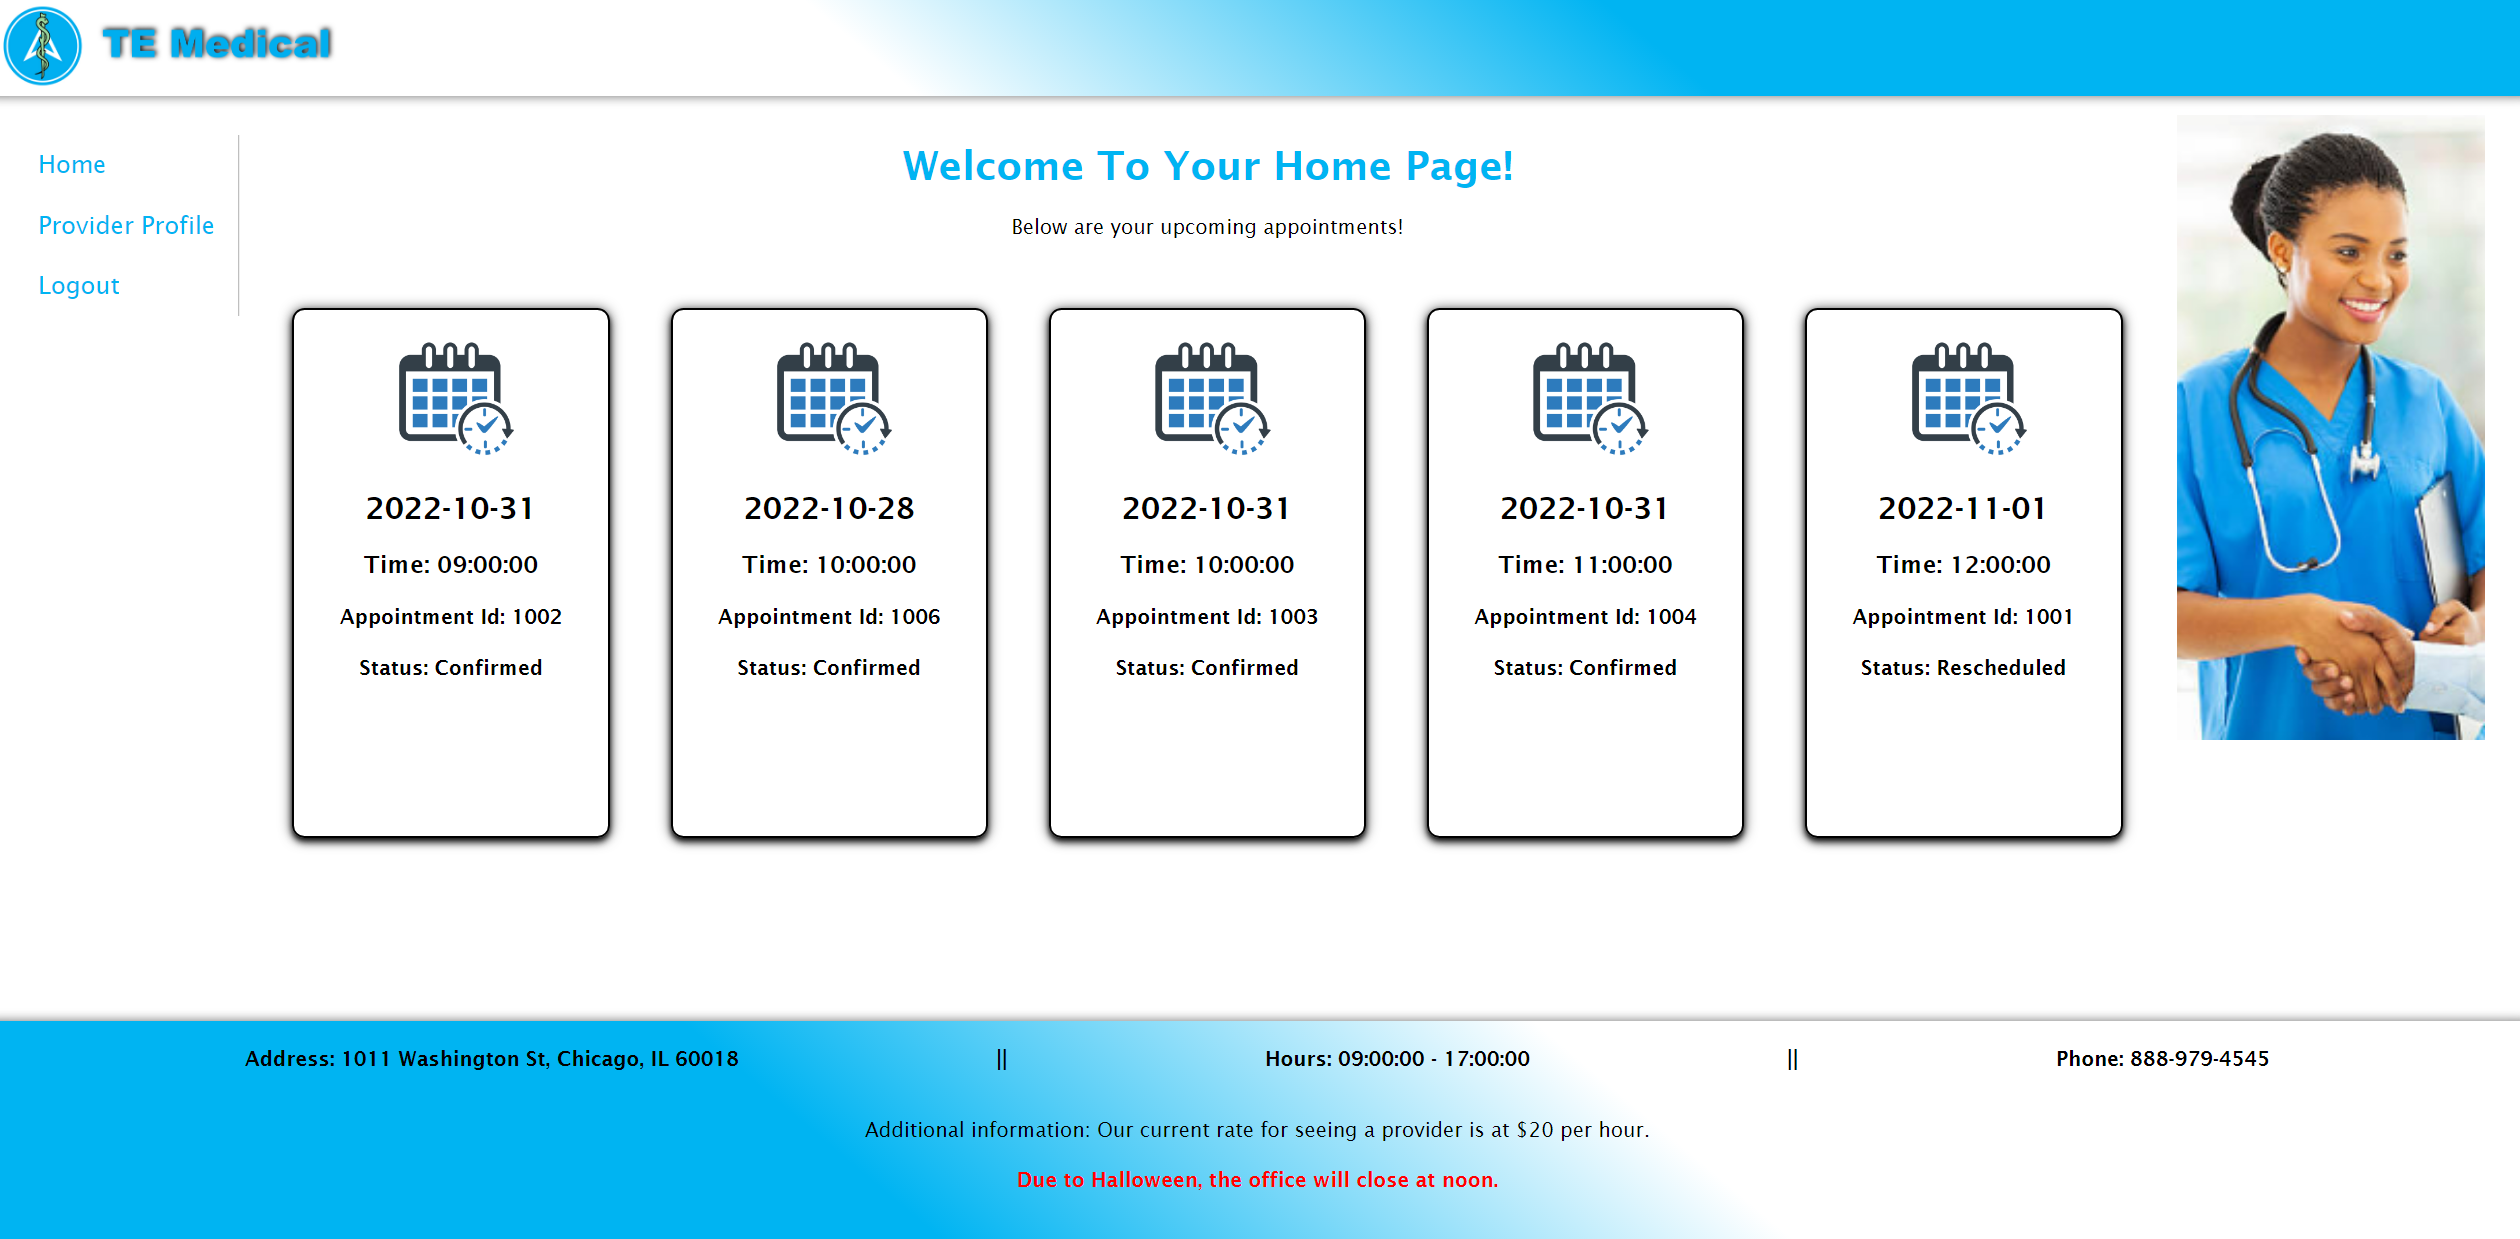 TE Medical
Home
Provider Profile
Logout
Welcome To Your Home Page!
Below are your upcoming appointments!
2022-10-31
Time: 09:00:00
Appointment Id: 1002
Status: Confirmed
2022-10-28
Time: 10:00:00
Appointment Id: 1006
Status: Confirmed
2022-10-31
Time: 10:00:00
Appointment Id: 1003
Status: Confirmed
2022-10-31
Time: 11:00:00
Appointment Id: 1004
Status: Confirmed
2022-11-01
Time: 12:00:00
Appointment Id: 1001
Status: Rescheduled
Address: 1011 Washington St, Chicago, IL 60018 || Hours: 09:00:00 - 17:00:00 || Phone: 888-979-4545
Additional information: Our current rate for seeing a provider is at $20 per hour.
Due to Halloween, the office will close at noon.